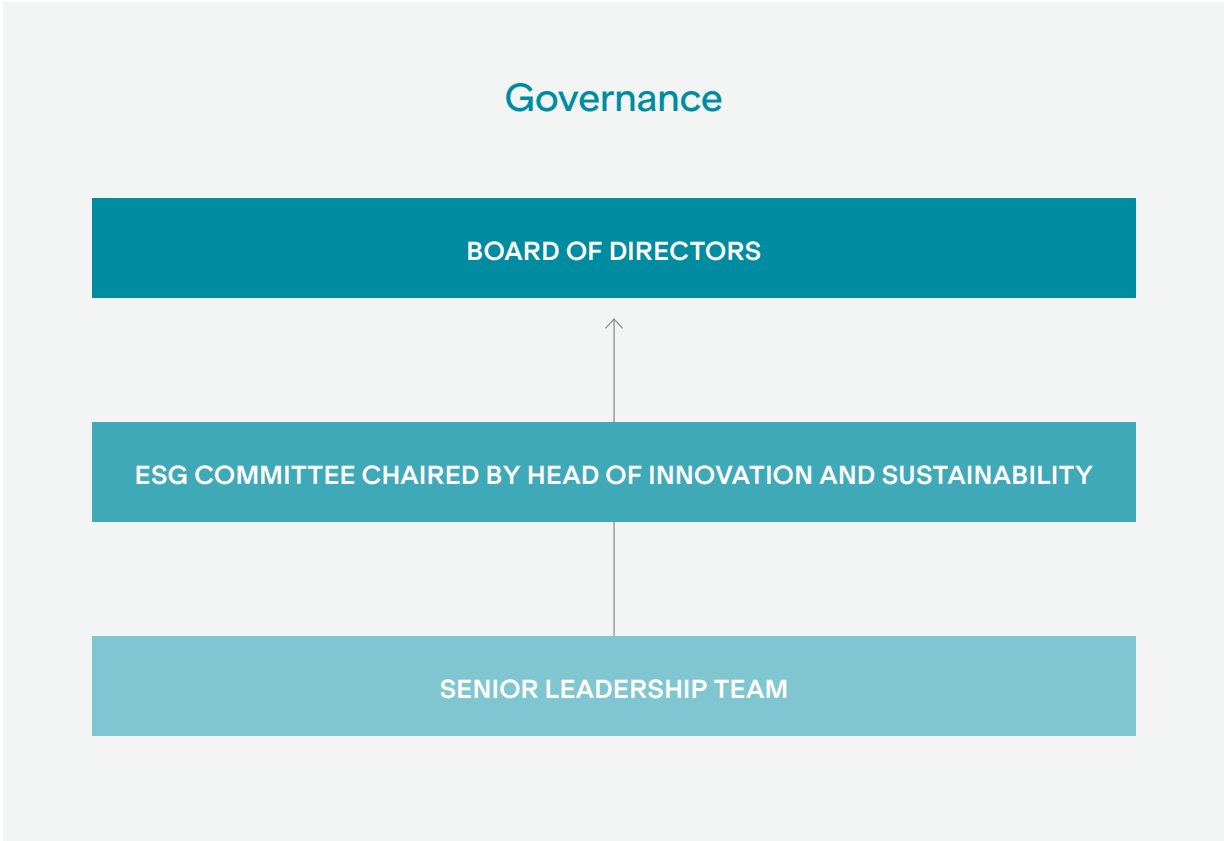 Governance
BOARD OF DIRECTORS
ESG COMMITTEE CHAIRED BY HEAD OF INNOVATION AND SUSTAINABILITY
SENIOR LEADERSHIP TEAM